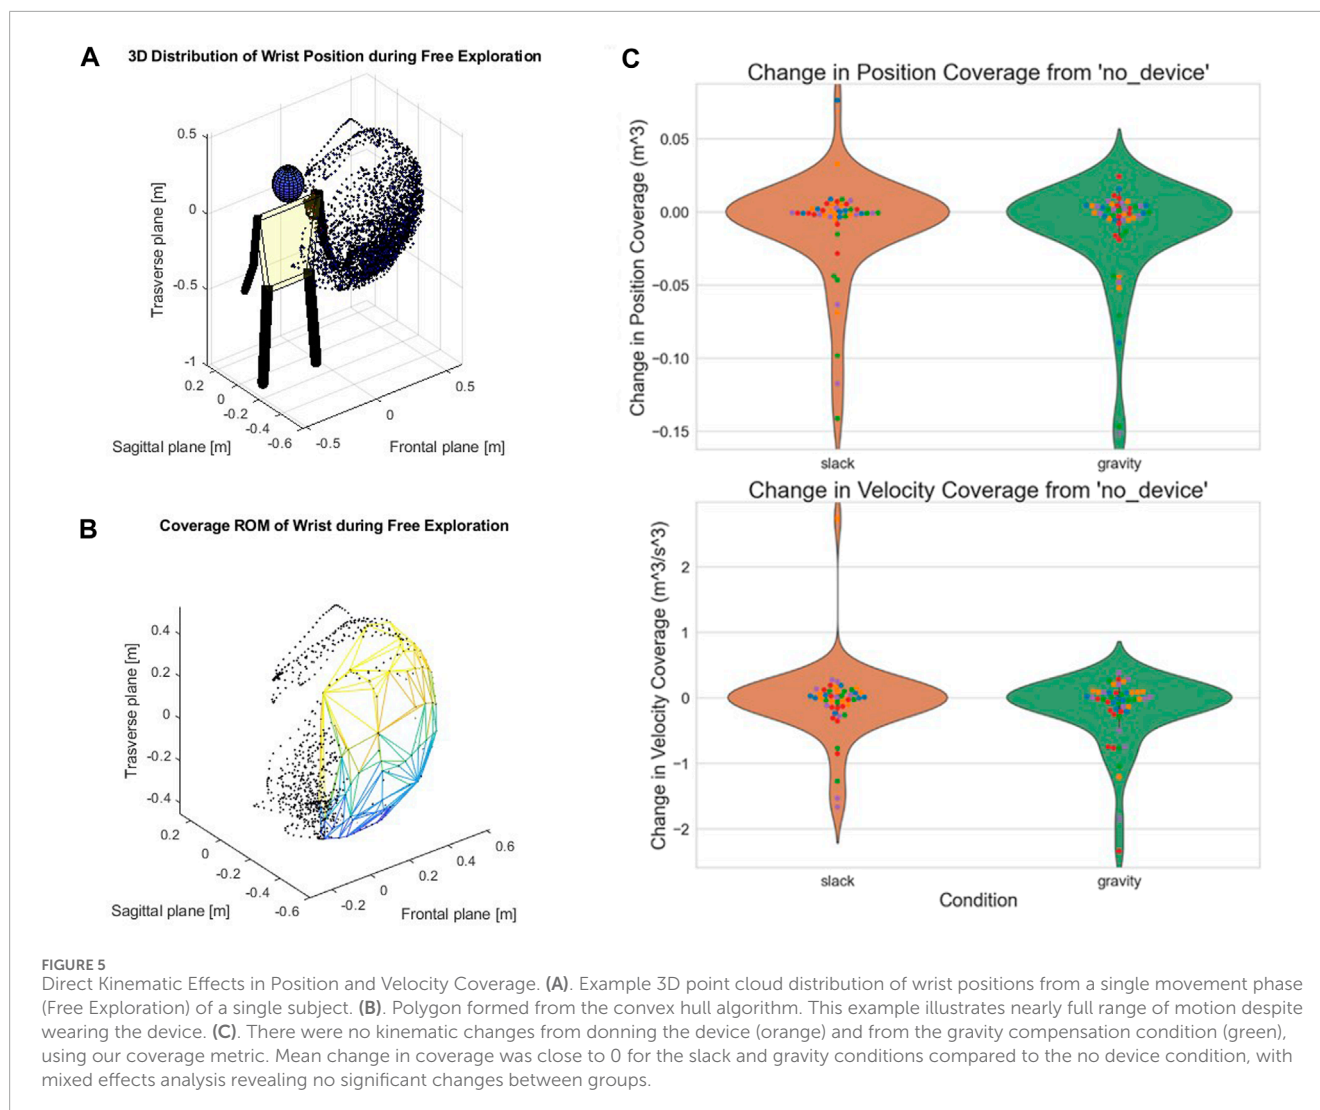 A
3D Distribution of Wrist Position during Free Exploration
0.5
0
-0.5
-1
Trasverse plane [m]
0.2
0
-0.2
-0.4
-0.6
Sagittal plane [m]
-0.5
0
0.5
Frontal plane [m]
B
Coverage ROM of Wrist during Free Exploration
0.4
0.2
0
-0.2
-0.4
Trasverse plane [m]
0.2
0
-0.2
-0.4
-0.6
Sagittal plane [m]
-0.2
0
0.2
0.4
0.6
Frontal plane [m]
C
Change in Position Coverage from 'no_device'
Change in Position Coverage (m^3)
0.05
0.00
−0.05
−0.10
−0.15
slack
gravity
Change in Velocity Coverage from 'no_device'
Change in Velocity Coverage (m^3/s^3)
2
1
0
−1
−2
slack
gravity
Condition
FIGURE 5
Direct Kinematic Effects in Position and Velocity Coverage. (A). Example 3D point cloud distribution of wrist positions from a single movement phase
(Free Exploration) of a single subject. (B). Polygon formed from the convex hull algorithm. This example illustrates nearly full range of motion despite
wearing the device. (C). There were no kinematic changes from donning the device (orange) and from the gravity compensation condition (green),
using our coverage metric. Mean change in coverage was close to 0 for the slack and gravity conditions compared to the no device condition, with
mixed effects analysis revealing no significant changes between groups.